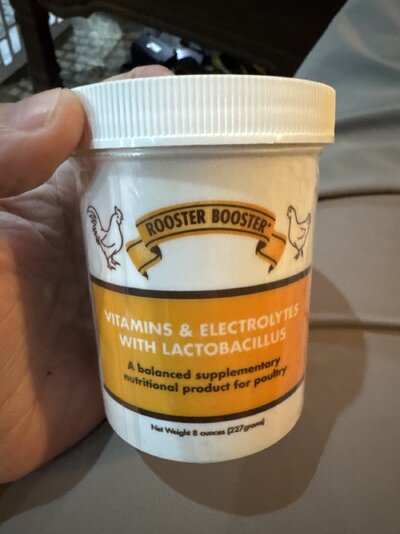 ROOSTER BOOSTER®
VITAMINS & ELECTROLYTES
WITH LACTOBACILLUS
A balanced supplementary
nutritional product for poultry
Net Weight 8 ounces (227grams)